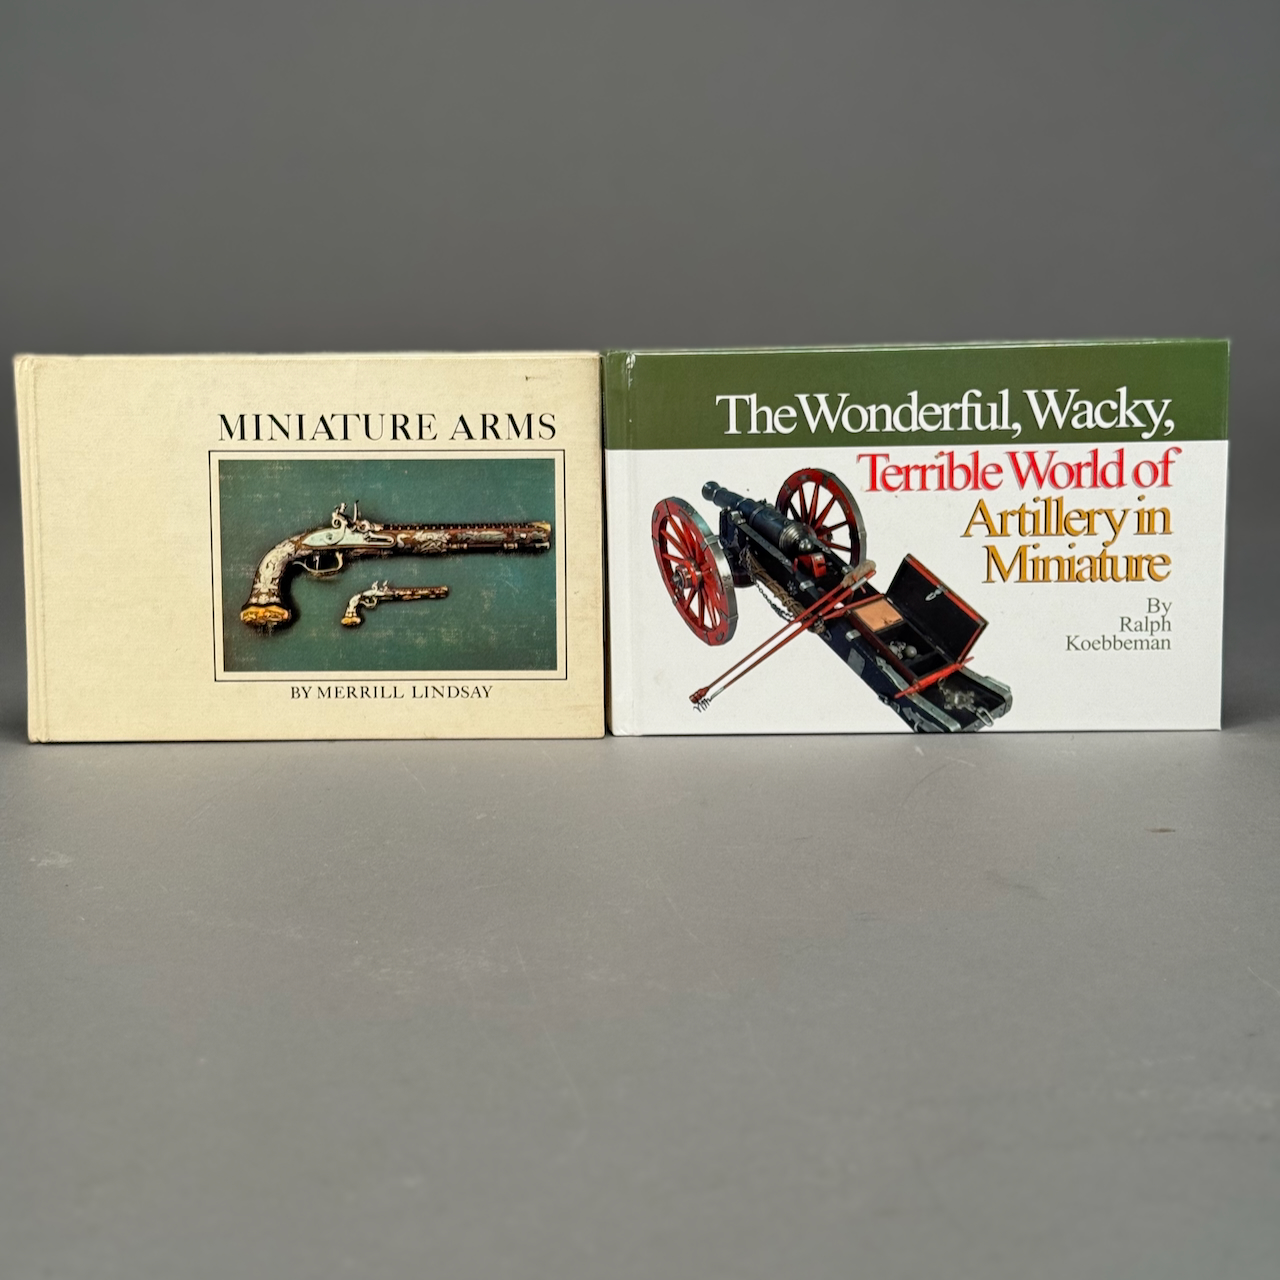 MINIATURE ARMS
BY MERRILL LINDSAY
The Wonderful, Wacky,
Terrible World of
Artillery in
Miniature
By
Ralph
Koebbeman